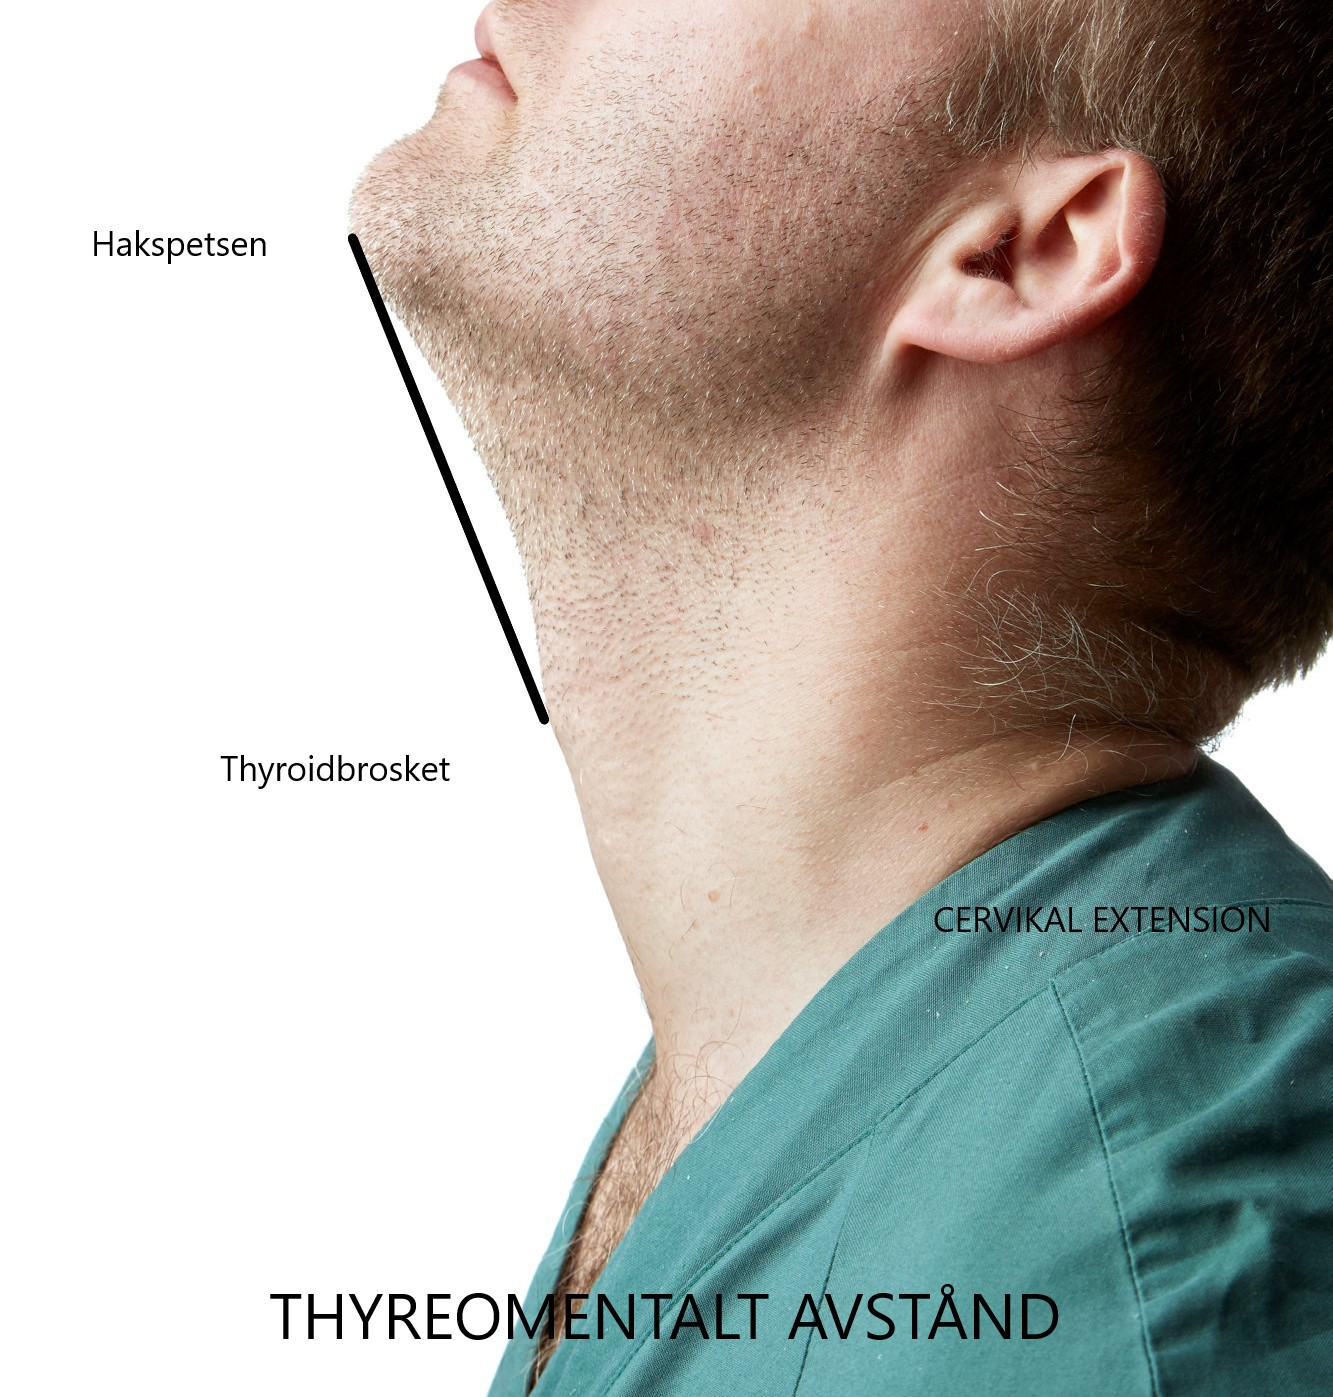 Hakspetsen
Thyroidbrosket
CERVIKAL EXTENSION
THYREOMENTALT AVSTÅND